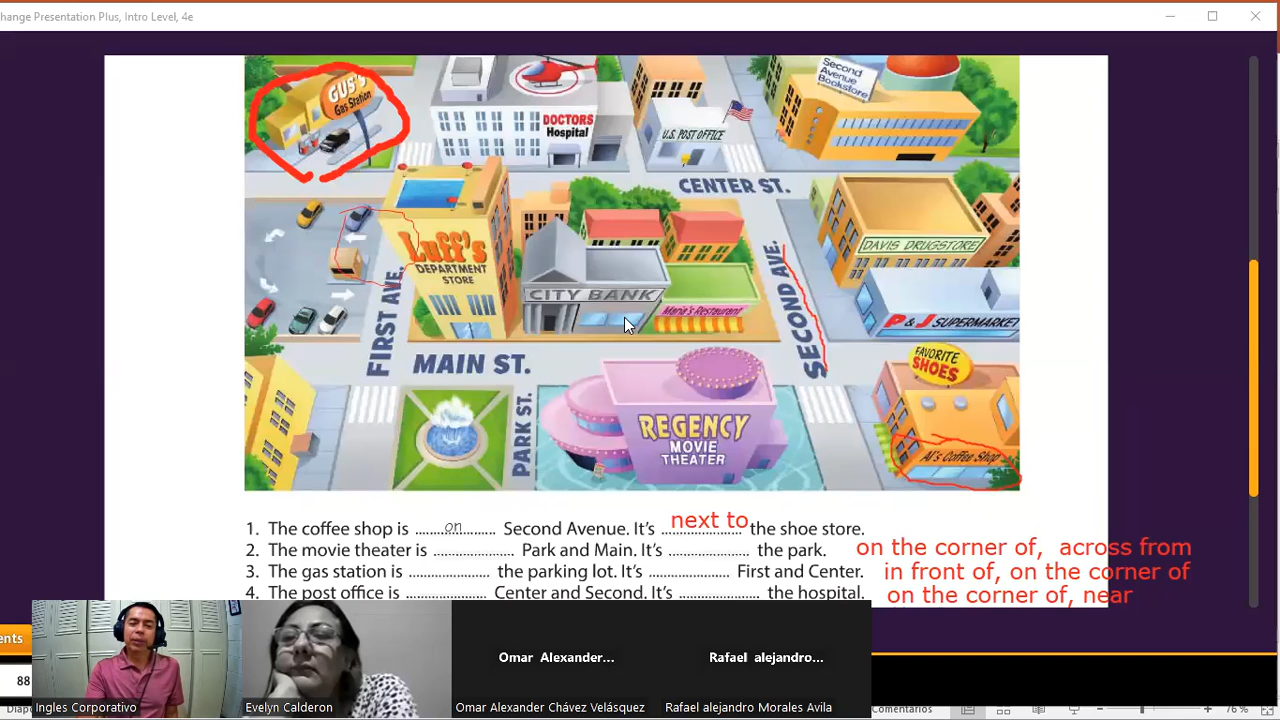 hange Presentation Plus, Intro Level, 4e
GUS'S
Gas Station
DOCTORS
Hospital
U.S. POST OFFICE
Second
Avenue
Bookstore
CENTER ST.
Luff's
DEPARTMENT
STORE
CITY BANK
Maria's Restaurant
SECOND AVE.
DAVIS DRUGSTORE
P & J SUPERMARKET
FIRST AVE.
MAIN ST.
PARK ST.
FAVORITE
SHOES
REGENCY
MOVIE
THEATER
Al's Coffee Shop
1. The coffee shop is ......on...... Second Avenue. It's next to the shoe store.
2. The movie theater is .................... Park and Main. It's .................... the park. on the corner of, across from
3. The gas station is .................... the parking lot. It's .................... First and Center. in front of, on the corner of
4. The post office is .................... Center and Second. It's .................... the hospital. on the corner of, near
ents
88
Ingles Corporativo
Evelyn Calderon
Omar Alexander...
Omar Alexander Chávez Velásquez
Rafael alejandro...
Rafael alejandro Morales Avila
Diap
Comentarios
76 %